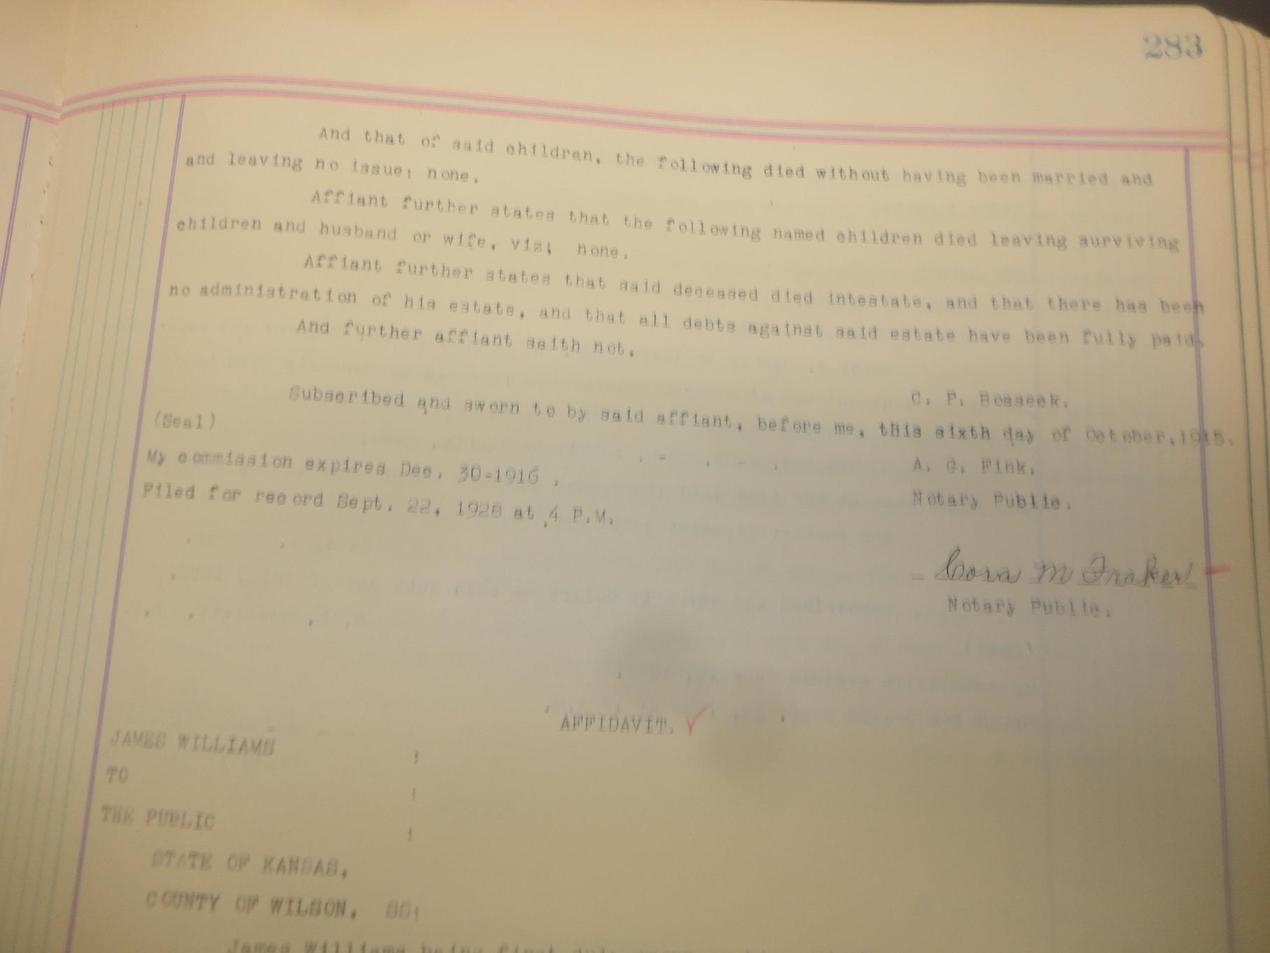 283
And that of said children, the following died without having been married and
and leaving no issue: none.
Affiant further states that the following named children died leaving surviving
children and husband or wife, viz; none.
Affiant further states that said deceased died intestate, and that there has been
no administration of his estate, and that all debts against said estate have been fully paid.
And further affiant saith not.
C. P. Bosseck.
Subscribed and sworn to by said affiant, before me, this sixth day of October, 1915.
(Seal)
A. G. Fink.
My commission expires Dec. 30-1916 .
Notary Public.
Filed for record Sept. 22, 1928 at 4 P.M.
Cora M Fraker
Notary Public.
AFFIDAVIT.
JAMES WILLIAMS
TO
THE PUBLIC
STATE OF KANSAS,
COUNTY OF WILSON, SS:
James Williams being first duly